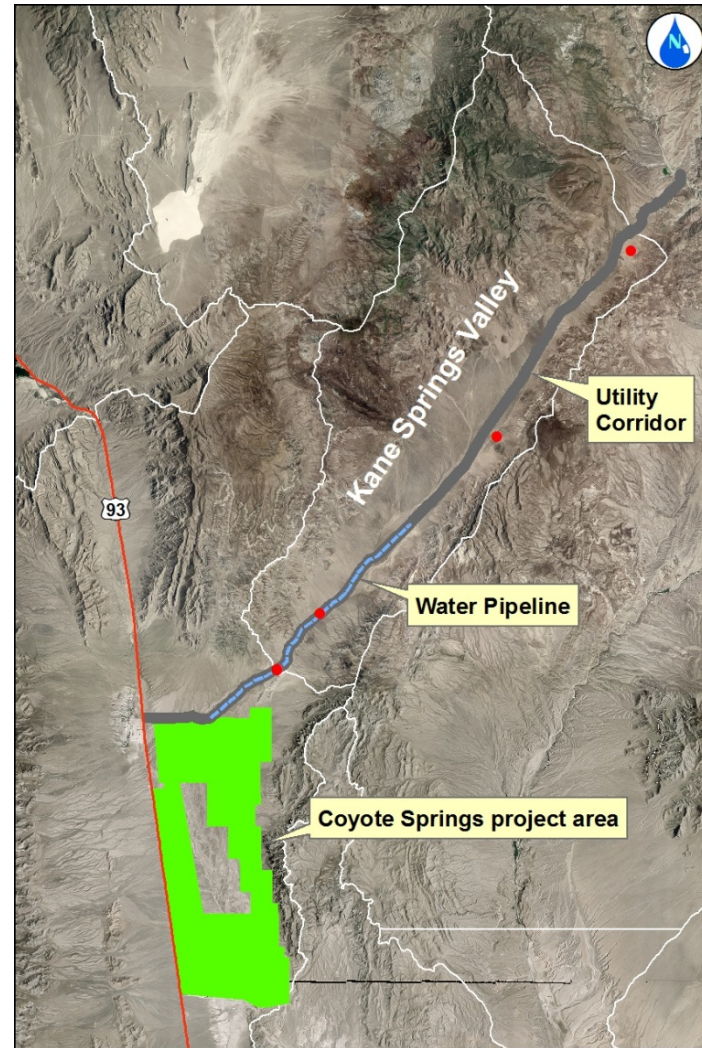 N
Kane Springs Valley
Utility
Corridor
93
Water Pipeline
Coyote Springs project area